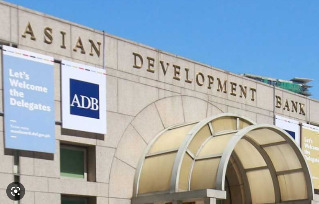 ASIAN DEVELOPMENT BANK
Let's
Welcome
the
Delegates
ADB